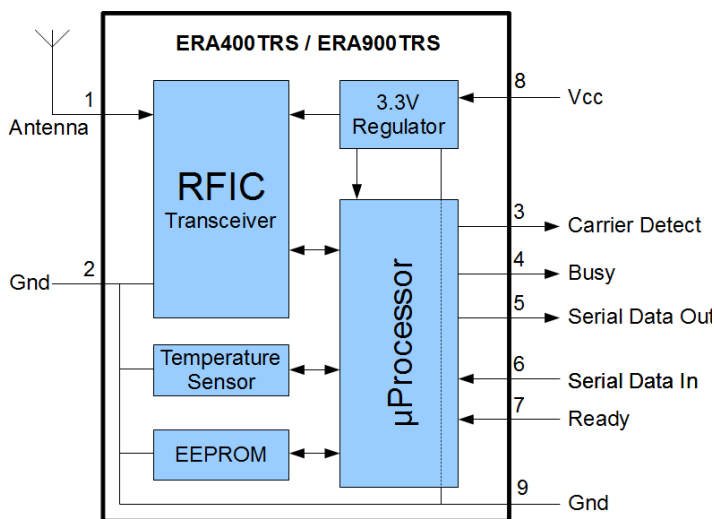 ERA400TRS / ERA900TRS
1
Antenna
RFIC
Transceiver
3.3V
Regulator
8
Vcc
3
Carrier Detect
4
Busy
2
Gnd
5
Serial Data Out
µProcessor
Temperature
Sensor
6
Serial Data In
7
Ready
EEPROM
9
Gnd